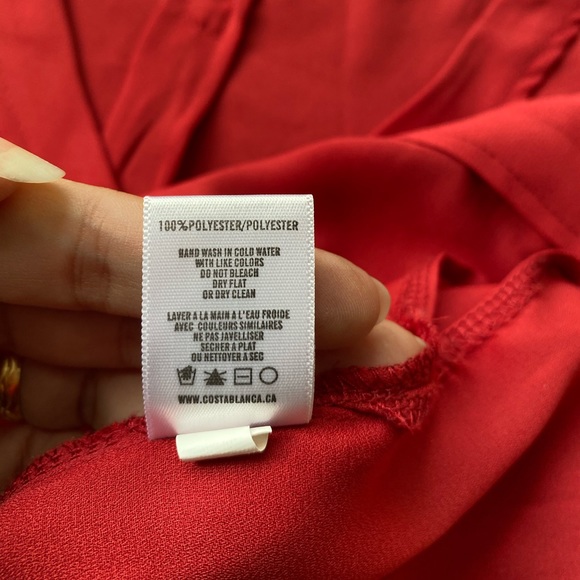 100%POLYESTER/POLYESTER
HAND WASH IN COLD WATER
WITH LIKE COLORS
DO NOT BLEACH
DRY FLAT
OR DRY CLEAN
LAVER A LA MAIN A L'EAU FROIDE
AVEC COULEURS SIMILAIRES
NE PAS JAVELLISER
SECHER A PLAT
OU NETTOYER A SEC
WWW.COSTABLANCA.CA